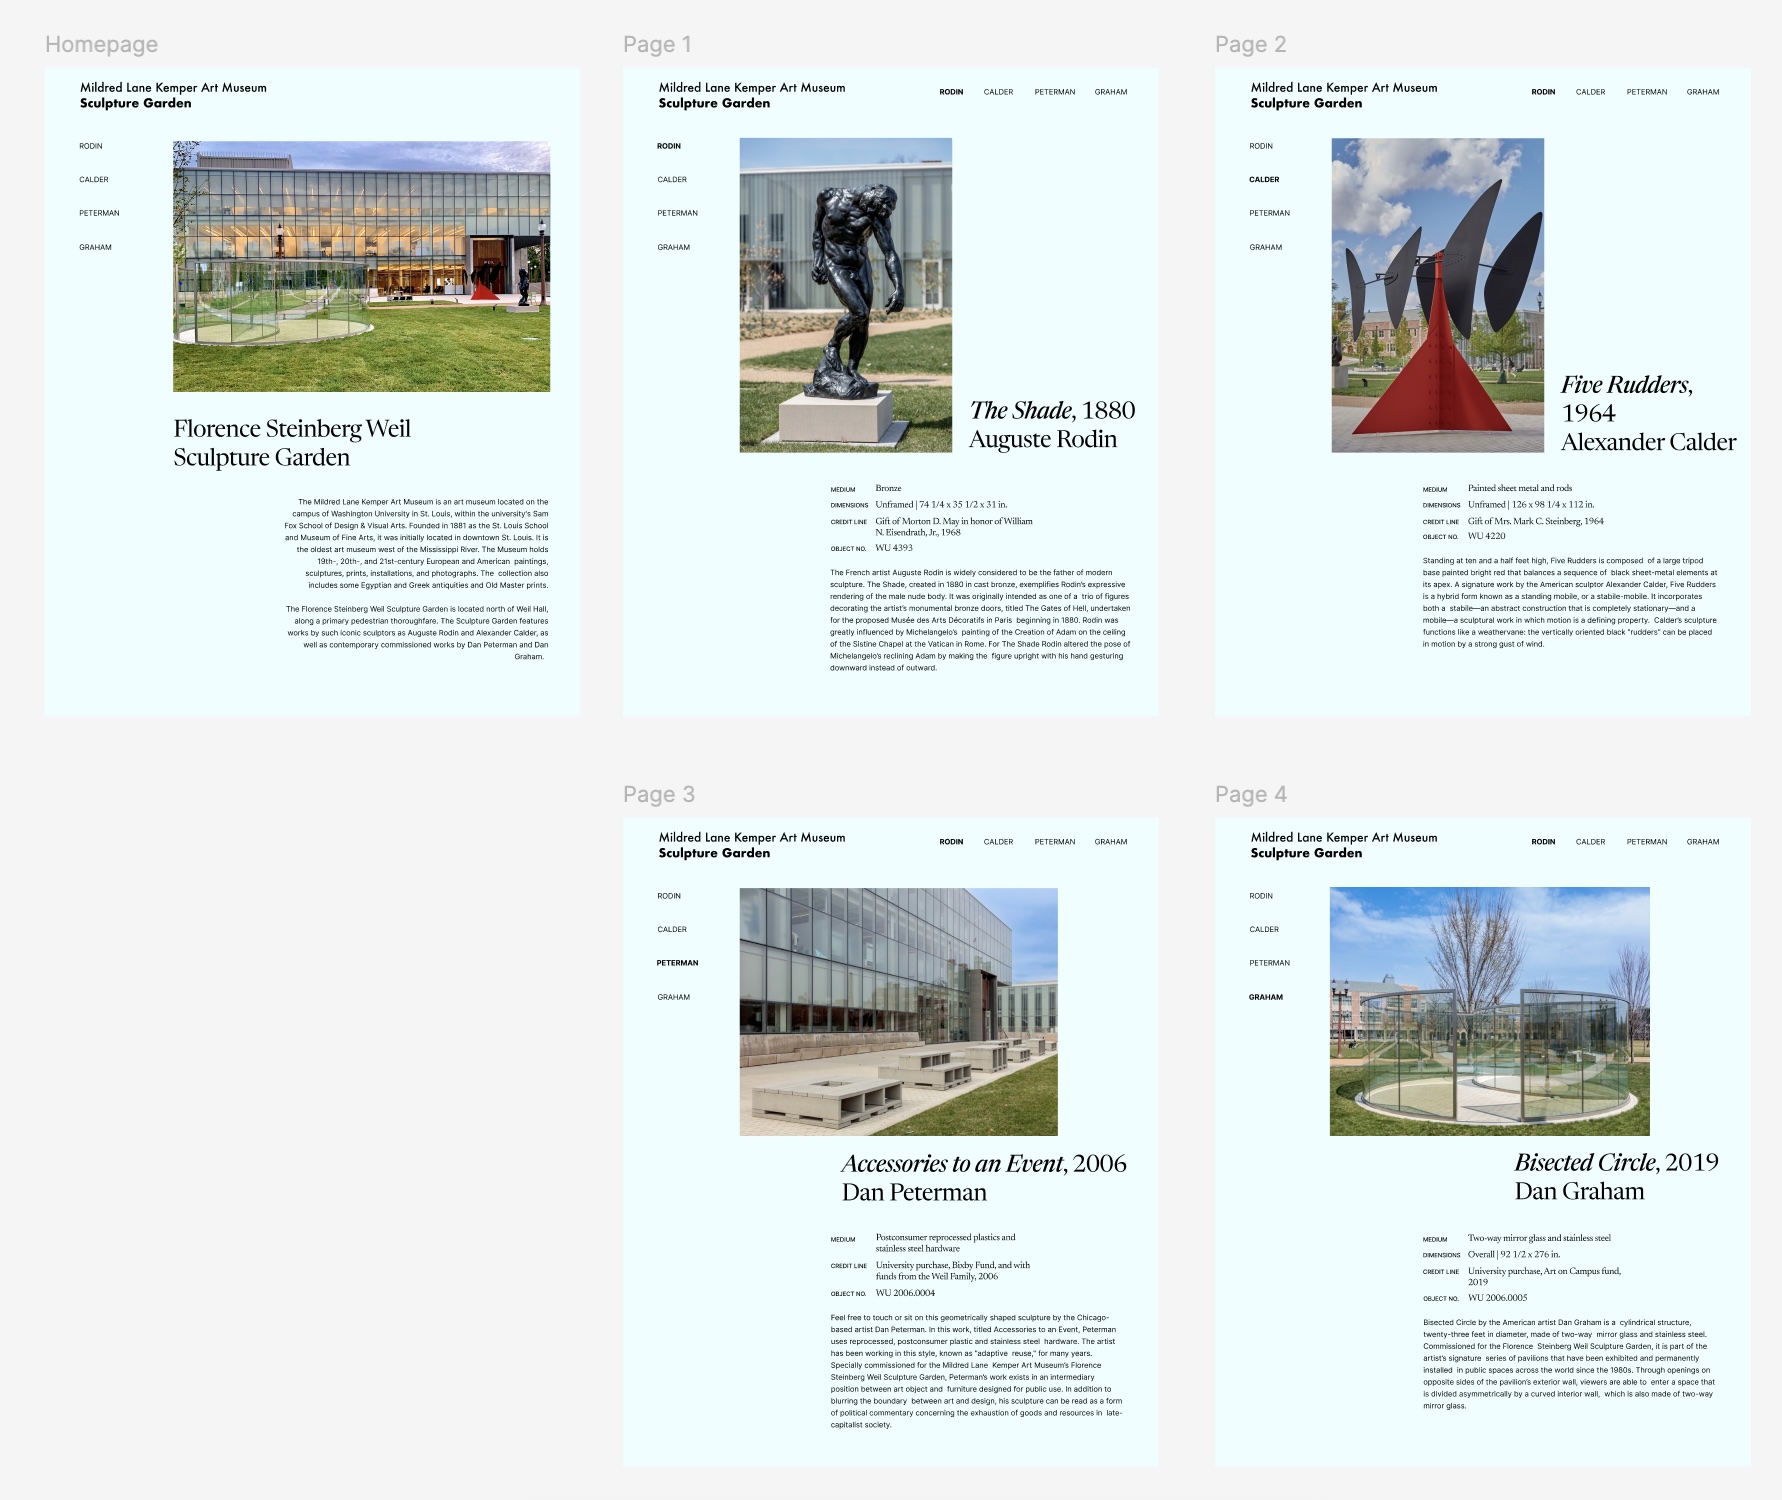 Homepage
Mildred Lane Kemper Art Museum
Sculpture Garden
RODIN
CALDER
PETERMAN
GRAHAM
Florence Steinberg Weil
Sculpture Garden
The Mildred Lane Kemper Art Museum is an art museum located on the
campus of Washington University in St. Louis, within the university's Sam
Fox School of Design & Visual Arts. Founded in 1881 as the St. Louis School
and Museum of Fine Arts, it was initially located in downtown St. Louis. It is
the oldest art museum west of the Mississippi River. The Museum holds
19th-, 20th-, and 21st-century European and American paintings,
sculptures, prints, installations, and photographs. The collection also
includes some Egyptian and Greek antiquities and Old Master prints.
The Florence Steinberg Weil Sculpture Garden is located north of Weil Hall,
along a primary pedestrian thoroughfare. The Sculpture Garden features
works by such iconic sculptors as Auguste Rodin and Alexander Calder, as
well as contemporary commissioned works by Dan Peterman and Dan
Graham.
Page 1
Mildred Lane Kemper Art Museum
Sculpture Garden
RODIN CALDER PETERMAN GRAHAM
RODIN
CALDER
PETERMAN
GRAHAM
The Shade, 1880
Auguste Rodin
MEDIUM Bronze
DIMENSIONS Unframed | 74 1/4 x 35 1/2 x 31 in.
CREDIT LINE Gift of Morton D. May in honor of William
N. Eisendrath, Jr., 1968
OBJECT NO. WU 4393
The French artist Auguste Rodin is widely considered to be the father of modern
sculpture. The Shade, created in 1880 in cast bronze, exemplifies Rodin's expressive
rendering of the male nude body. It was originally intended as one of a trio of figures
decorating the artist's monumental bronze doors, titled The Gates of Hell, undertaken
for the proposed Musée des Arts Décoratifs in Paris beginning in 1880. Rodin was
greatly influenced by Michelangelo's painting of the Creation of Adam on the ceiling
of the Sistine Chapel at the Vatican in Rome. For The Shade Rodin altered the pose of
Michelangelo's reclining Adam by making the figure upright with his hand gesturing
downward instead of outward.
Page 2
Mildred Lane Kemper Art Museum
Sculpture Garden
RODIN CALDER PETERMAN GRAHAM
RODIN
CALDER
PETERMAN
GRAHAM
Five Rudders,
1964
Alexander Calder
MEDIUM Painted sheet metal and rods
DIMENSIONS Unframed | 126 x 98 1/4 x 112 in.
CREDIT LINE Gift of Mrs. Mark C. Steinberg, 1964
OBJECT NO. WU 4220
Standing at ten and a half feet high, Five Rudders is composed of a large tripod
base painted bright red that balances a sequence of black sheet-metal elements at
its apex. A signature work by the American sculptor Alexander Calder, Five Rudders
is a hybrid form known as a standing mobile, or a stabile-mobile. It incorporates
both a stabile—an abstract construction that is completely stationary—and a
mobile—a sculptural work in which motion is a defining property. Calder's sculpture
functions like a weathervane: the vertically oriented black "rudders" can be placed
in motion by a strong gust of wind.
Page 3
Mildred Lane Kemper Art Museum
Sculpture Garden
RODIN CALDER PETERMAN GRAHAM
RODIN
CALDER
PETERMAN
GRAHAM
Accessories to an Event, 2006
Dan Peterman
MEDIUM Postconsumer reprocessed plastics and
stainless steel hardware
CREDIT LINE University purchase, Bixby Fund, and with
funds from the Weil Family, 2006
OBJECT NO. WU 2006.0004
Feel free to touch or sit on this geometrically shaped sculpture by the Chicago-
based artist Dan Peterman. In this work, titled Accessories to an Event, Peterman
uses reprocessed, postconsumer plastic and stainless steel hardware. The artist
has been working in this style, known as "adaptive reuse," for many years.
Specially commissioned for the Mildred Lane Kemper Art Museum's Florence
Steinberg Weil Sculpture Garden, Peterman's work exists in an intermediary
position between art object and furniture designed for public use. In addition to
blurring the boundary between art and design, his sculpture can be read as a form
of political commentary concerning the exhaustion of goods and resources in late-
capitalist society.
Page 4
Mildred Lane Kemper Art Museum
Sculpture Garden
RODIN CALDER PETERMAN GRAHAM
RODIN
CALDER
PETERMAN
GRAHAM
Bisected Circle, 2019
Dan Graham
MEDIUM Two-way mirror glass and stainless steel
DIMENSIONS Overall | 92 1/2 x 276 in.
CREDIT LINE University purchase, Art on Campus fund,
2019
OBJECT NO. WU 2006.0005
Bisected Circle by the American artist Dan Graham is a cylindrical structure,
twenty-three feet in diameter, made of two-way mirror glass and stainless steel.
Commissioned for the Florence Steinberg Weil Sculpture Garden, it is part of the
artist's signature series of pavilions that have been exhibited and permanently
installed in public spaces across the world since the 1980s. Through openings on
opposite sides of the pavilion's exterior wall, viewers are able to enter a space that
is divided asymmetrically by a curved interior wall, which is also made of two-way
mirror glass.